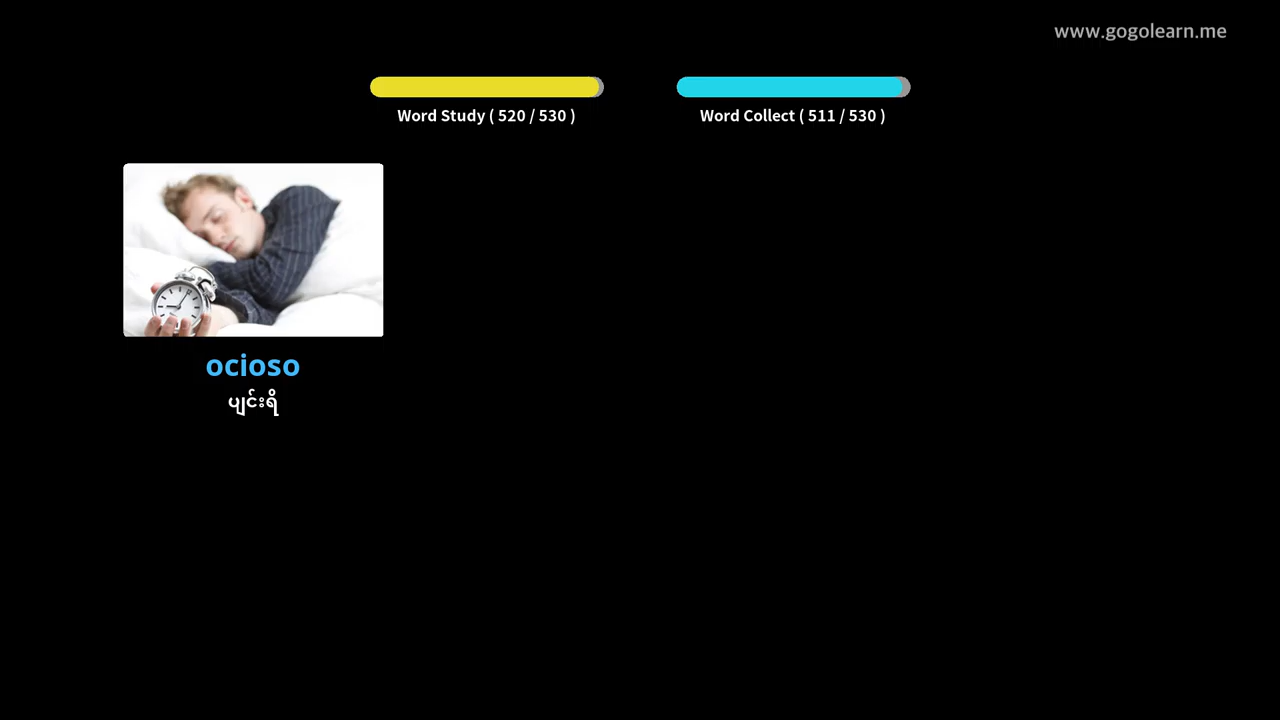 www.gogolearn.me
Word Study ( 520 / 530 )
Word Collect ( 511 / 530 )
ocioso
ပျင်းရိ